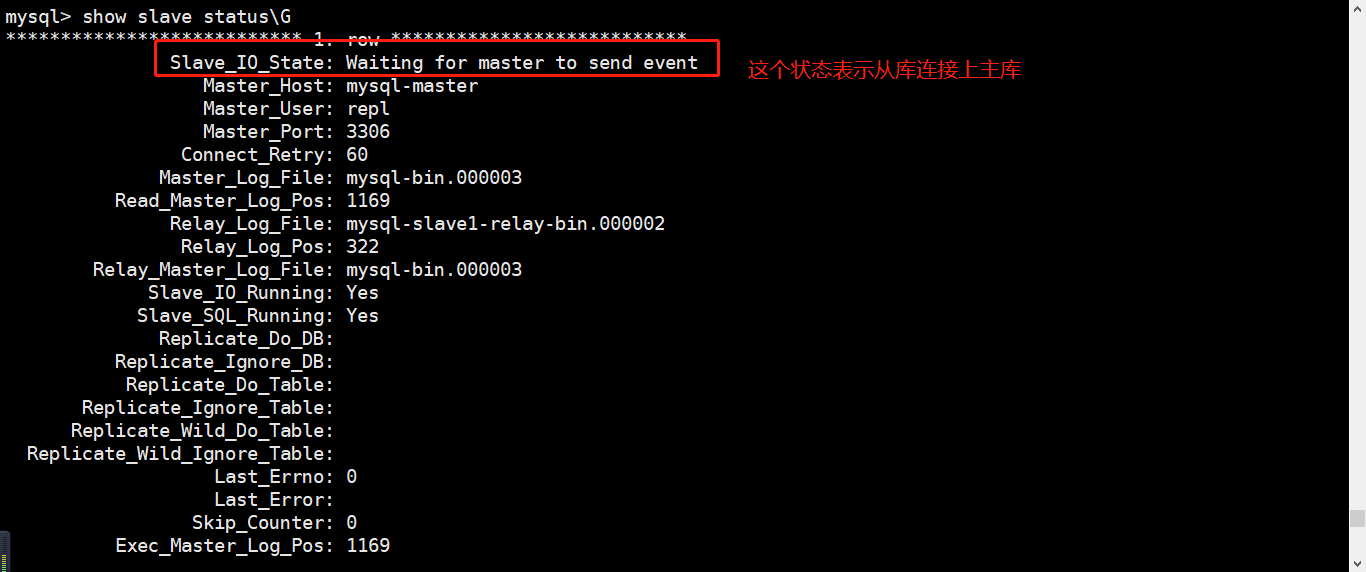 mysql> show slave status\G
*************************** 1. row ***************************
Slave_IO_State: Waiting for master to send event
这个状态表示从库连接上主库
Master_Host: mysql-master
Master_User: repl
Master_Port: 3306
Connect_Retry: 60
Master_Log_File: mysql-bin.000003
Read_Master_Log_Pos: 1169
Relay_Log_File: mysql-slave1-relay-bin.000002
Relay_Log_Pos: 322
Relay_Master_Log_File: mysql-bin.000003
Slave_IO_Running: Yes
Slave_SQL_Running: Yes
Replicate_Do_DB:
Replicate_Ignore_DB:
Replicate_Do_Table:
Replicate_Ignore_Table:
Replicate_Wild_Do_Table:
Replicate_Wild_Ignore_Table:
Last_Errno: 0
Last_Error:
Skip_Counter: 0
Exec_Master_Log_Pos: 1169